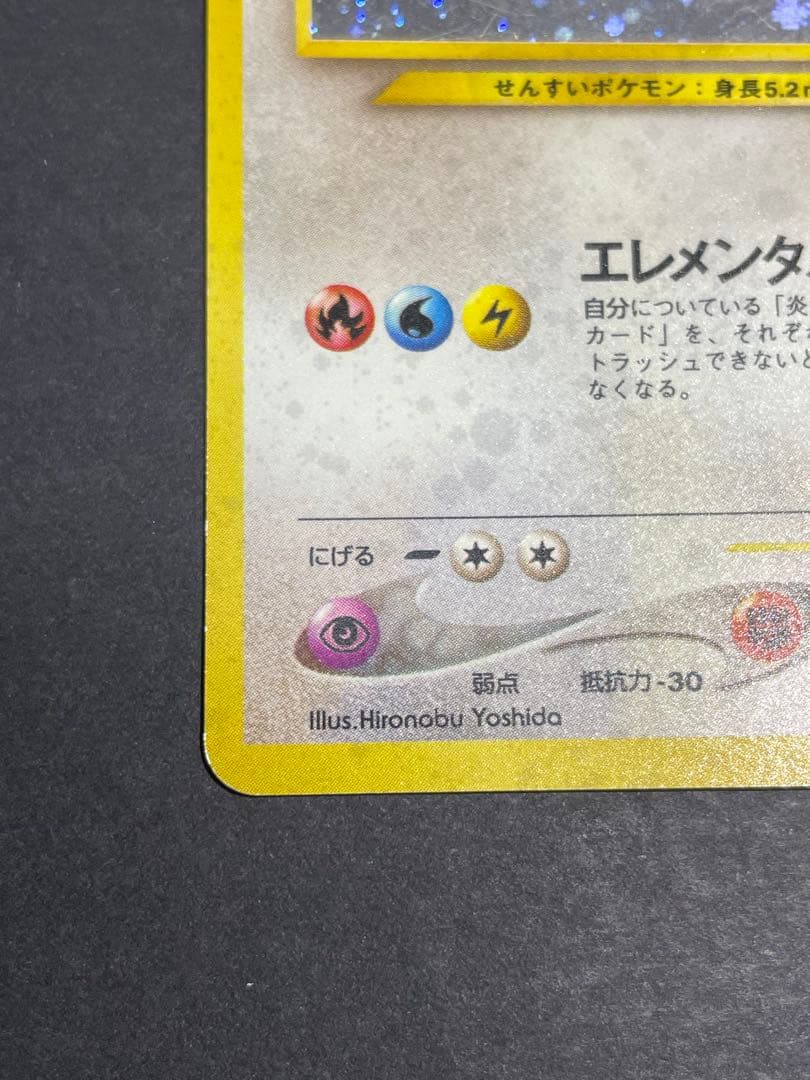 せんすいポケモン：身長5.2
エレメンタ
自分についている「炎
カード」を、それぞ
トラッシュできないと
なくなる。
にげる
弱点 抵抗力-30
Illus.Hironobu Yoshida